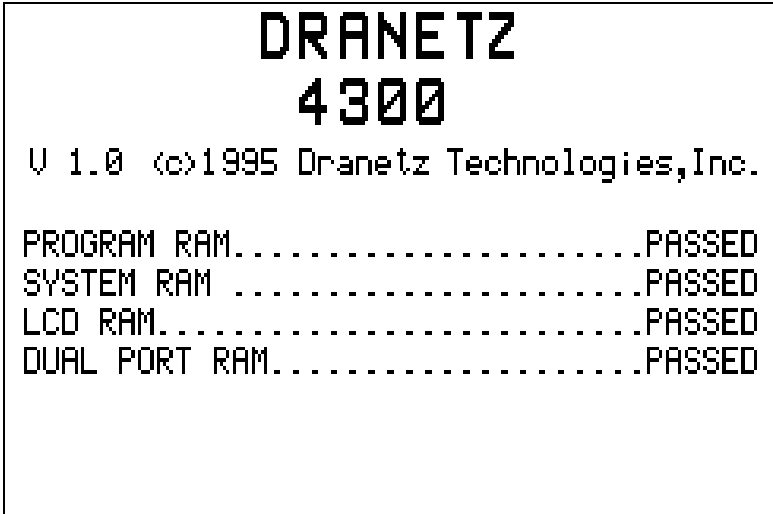 DRANETZ
4300
V 1.0 (c)1995 Dranetz Technologies,Inc.
PROGRAM RAM......................PASSED
SYSTEM RAM ......................PASSED
LCD RAM..........................PASSED
DUAL PORT RAM....................PASSED